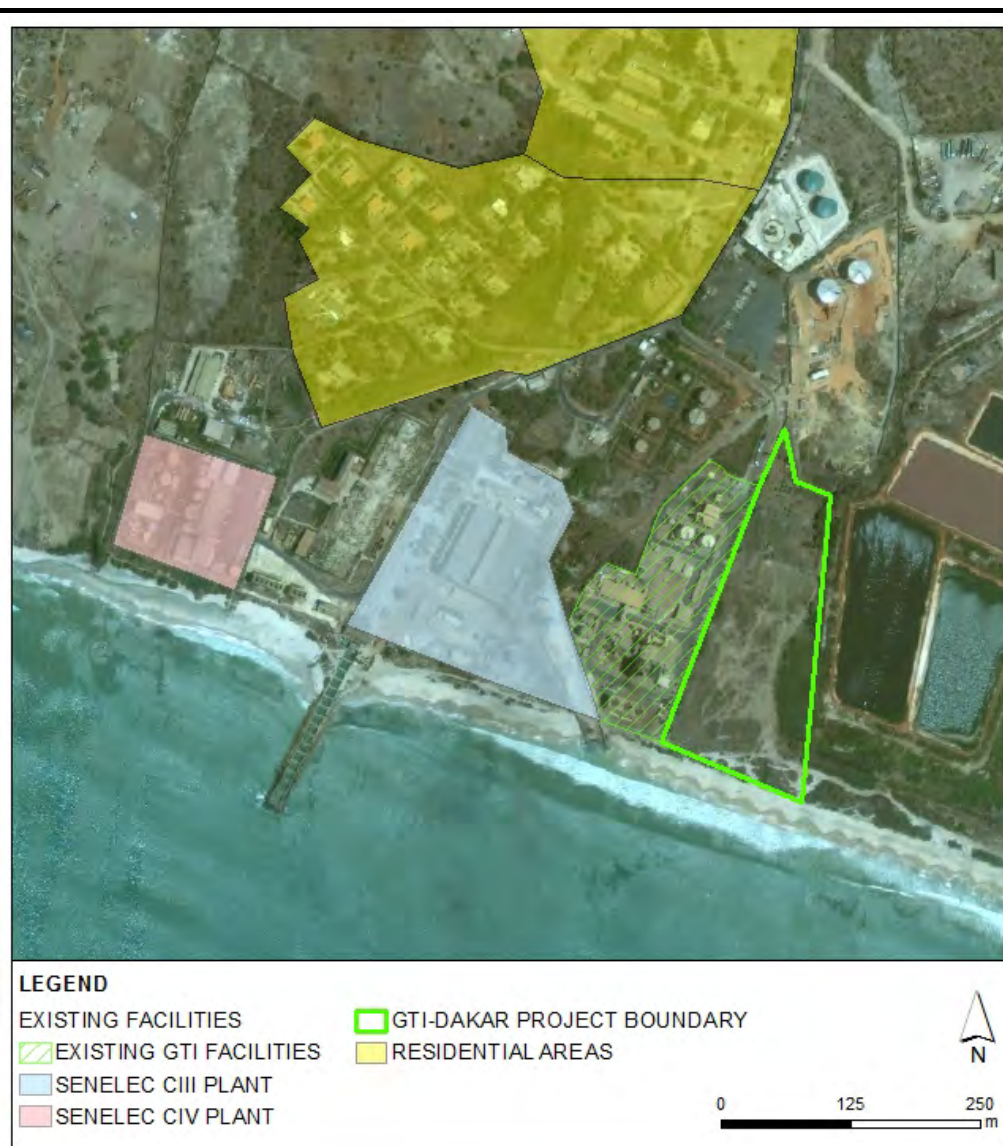 LEGEND
EXISTING FACILITIES
EXISTING GTI FACILITIES
SENELEC CIII PLANT
SENELEC CIV PLANT
GTI-DAKAR PROJECT BOUNDARY
RESIDENTIAL AREAS
N
0 125 250
m